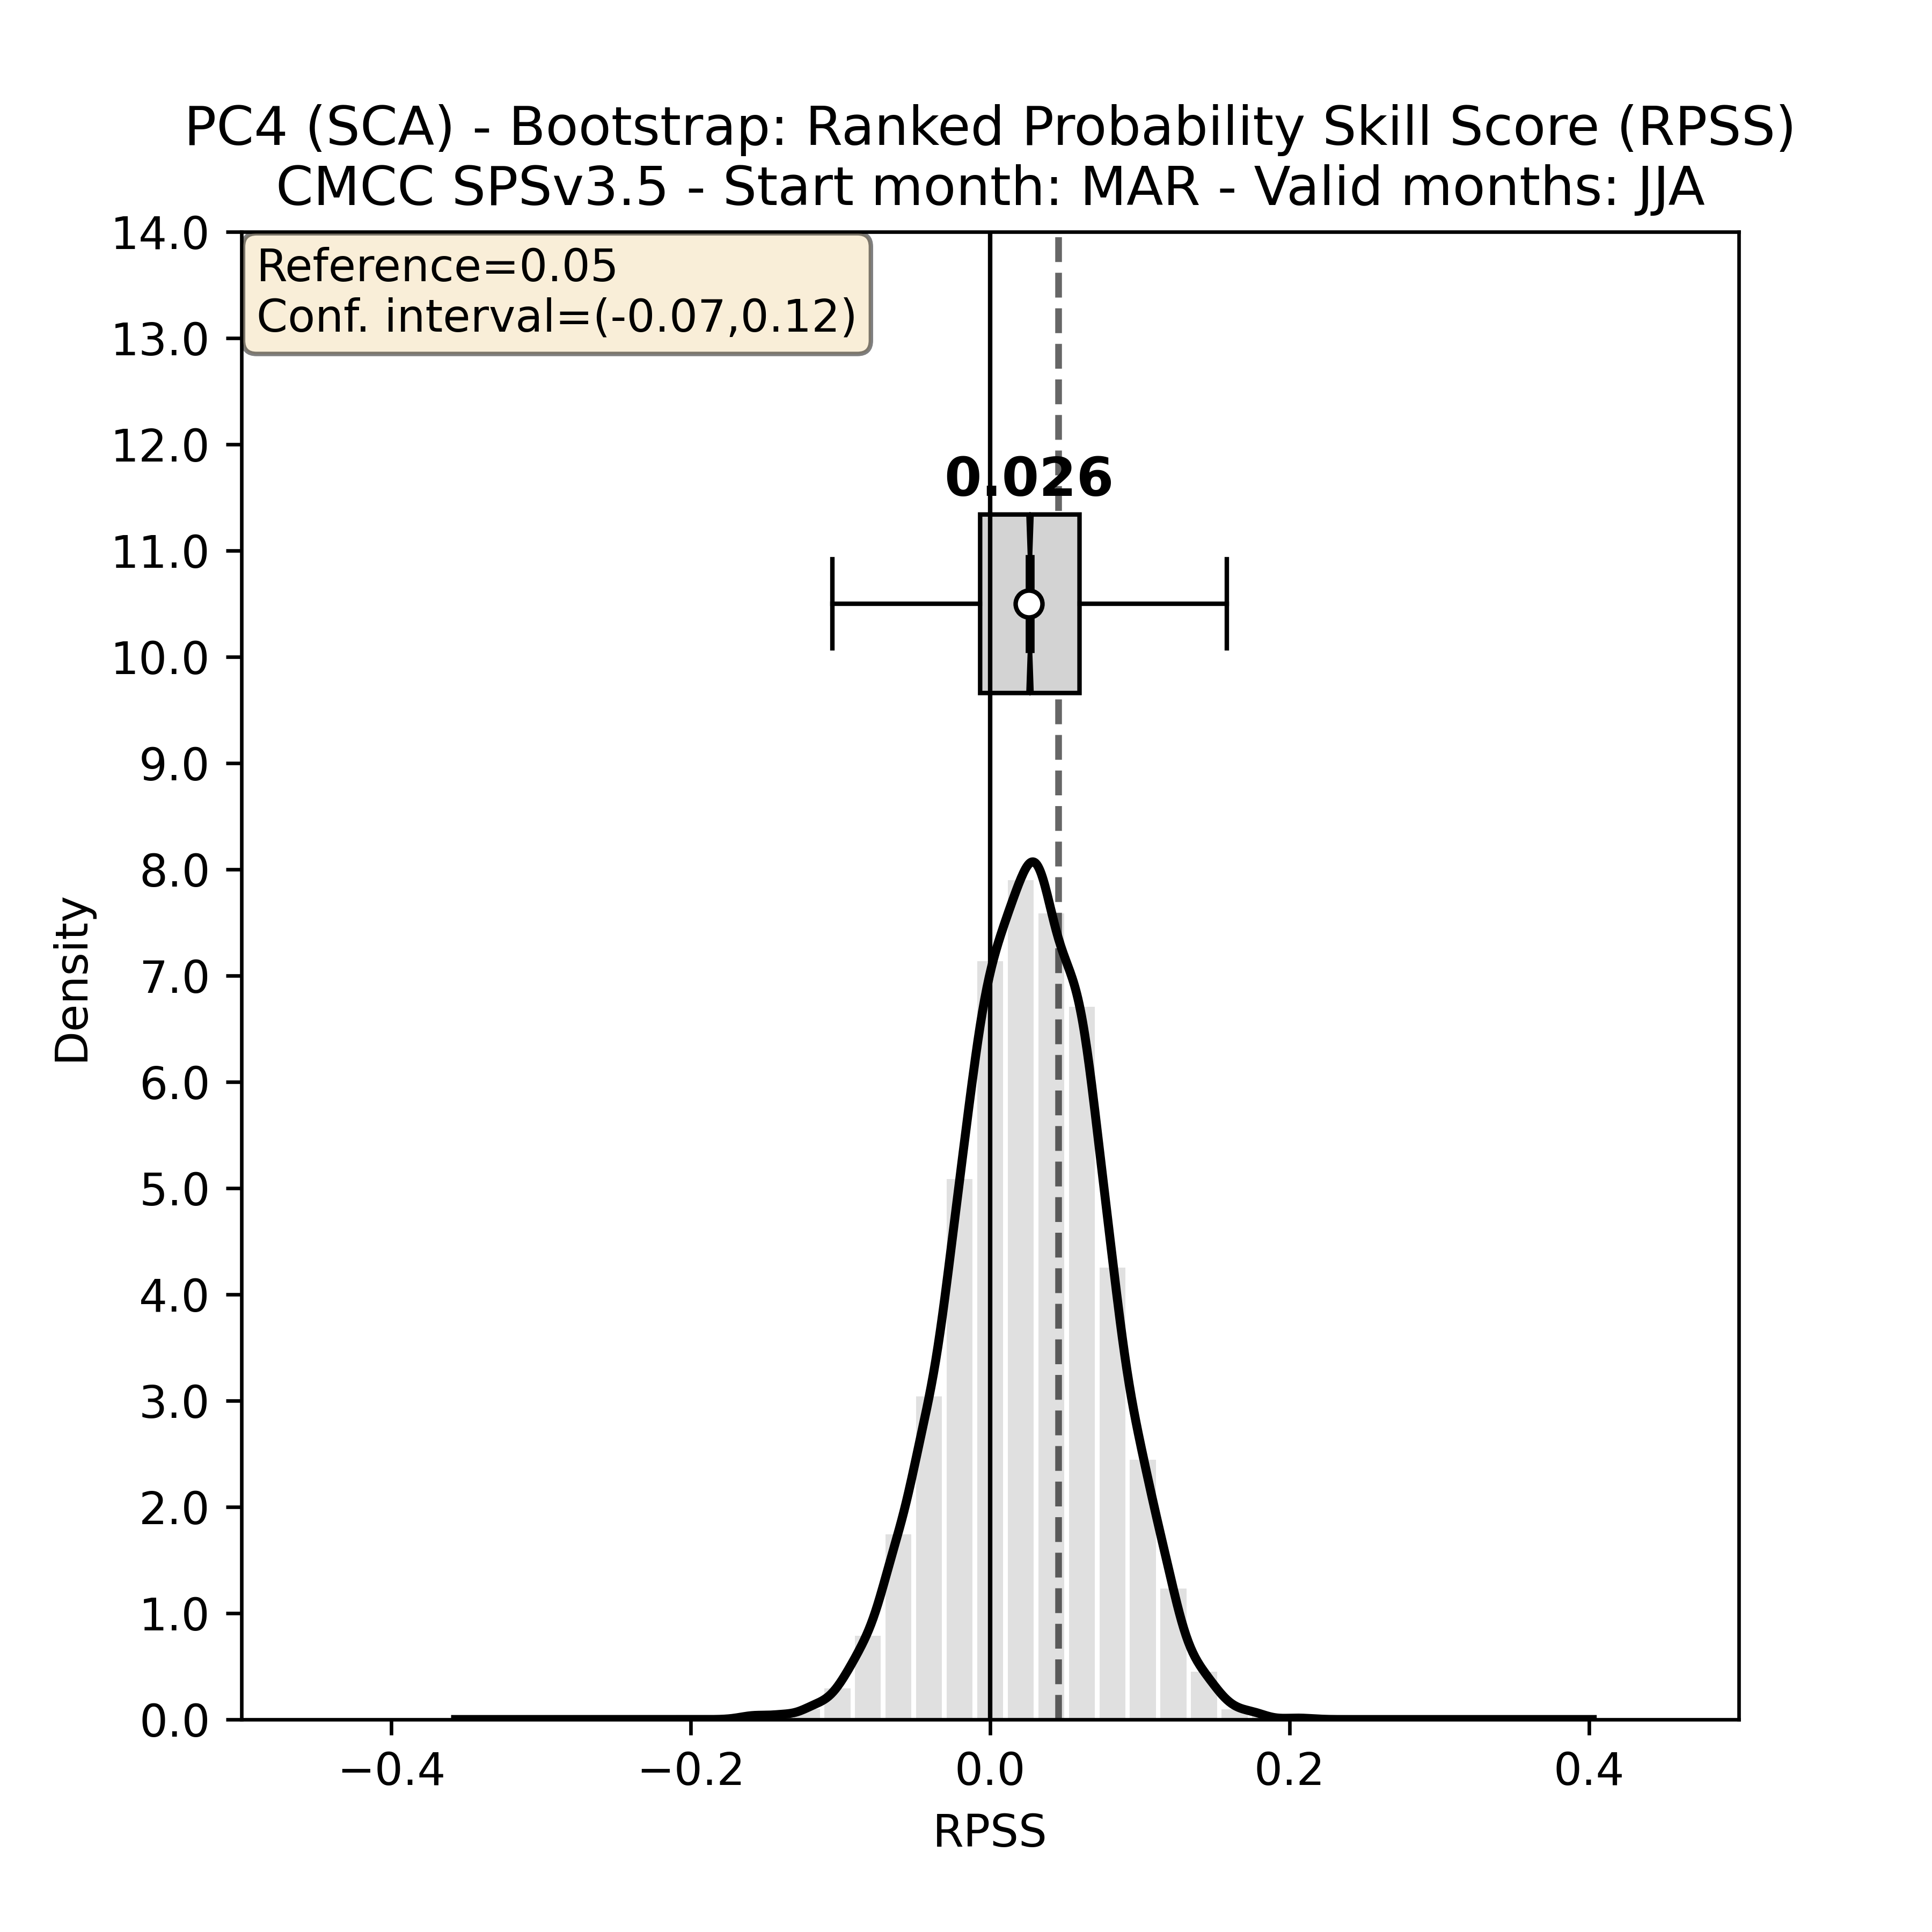 PC4 (SCA) - Bootstrap: Ranked Probability Skill Score (RPSS)
CMCC SPSv3.5 - Start month: MAR - Valid months: JJA
Reference=0.05
Conf. interval=(-0.07,0.12)
14.0
13.0
12.0
11.0
10.0
9.0
8.0
7.0
6.0
5.0
4.0
3.0
2.0
1.0
0.0
Density
0.026
−0.4 −0.2 0.0 0.2 0.4
RPSS